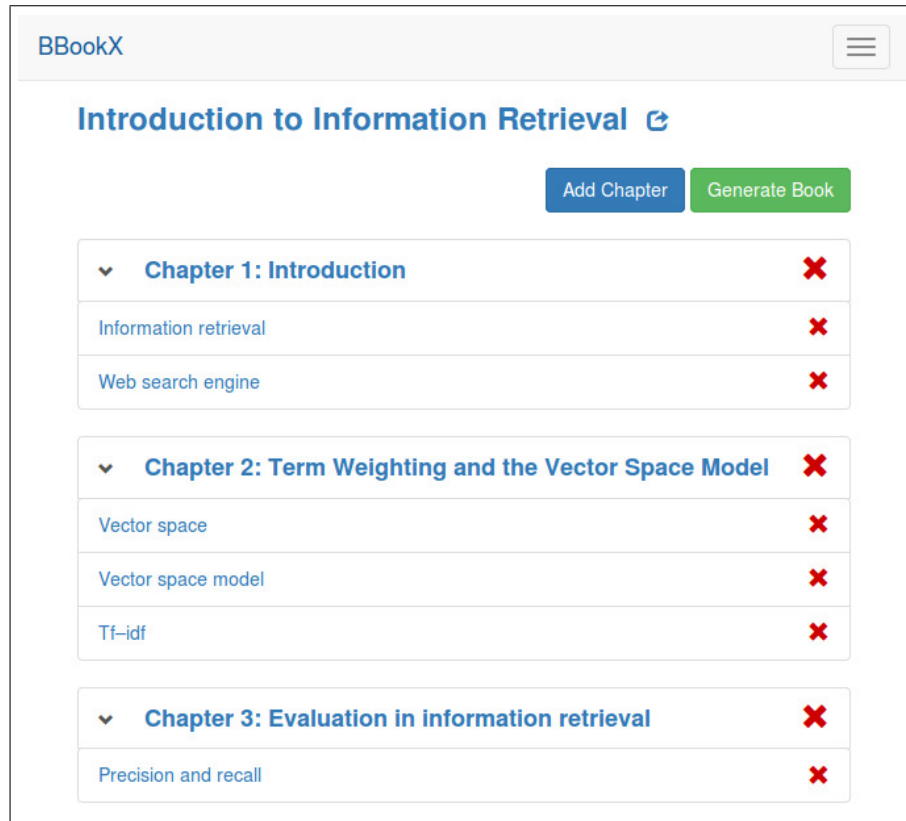 BBookX
Introduction to Information Retrieval
Add Chapter Generate Book
Chapter 1: Introduction
Information retrieval
Web search engine
Chapter 2: Term Weighting and the Vector Space Model
Vector space
Vector space model
Tf–idf
Chapter 3: Evaluation in information retrieval
Precision and recall